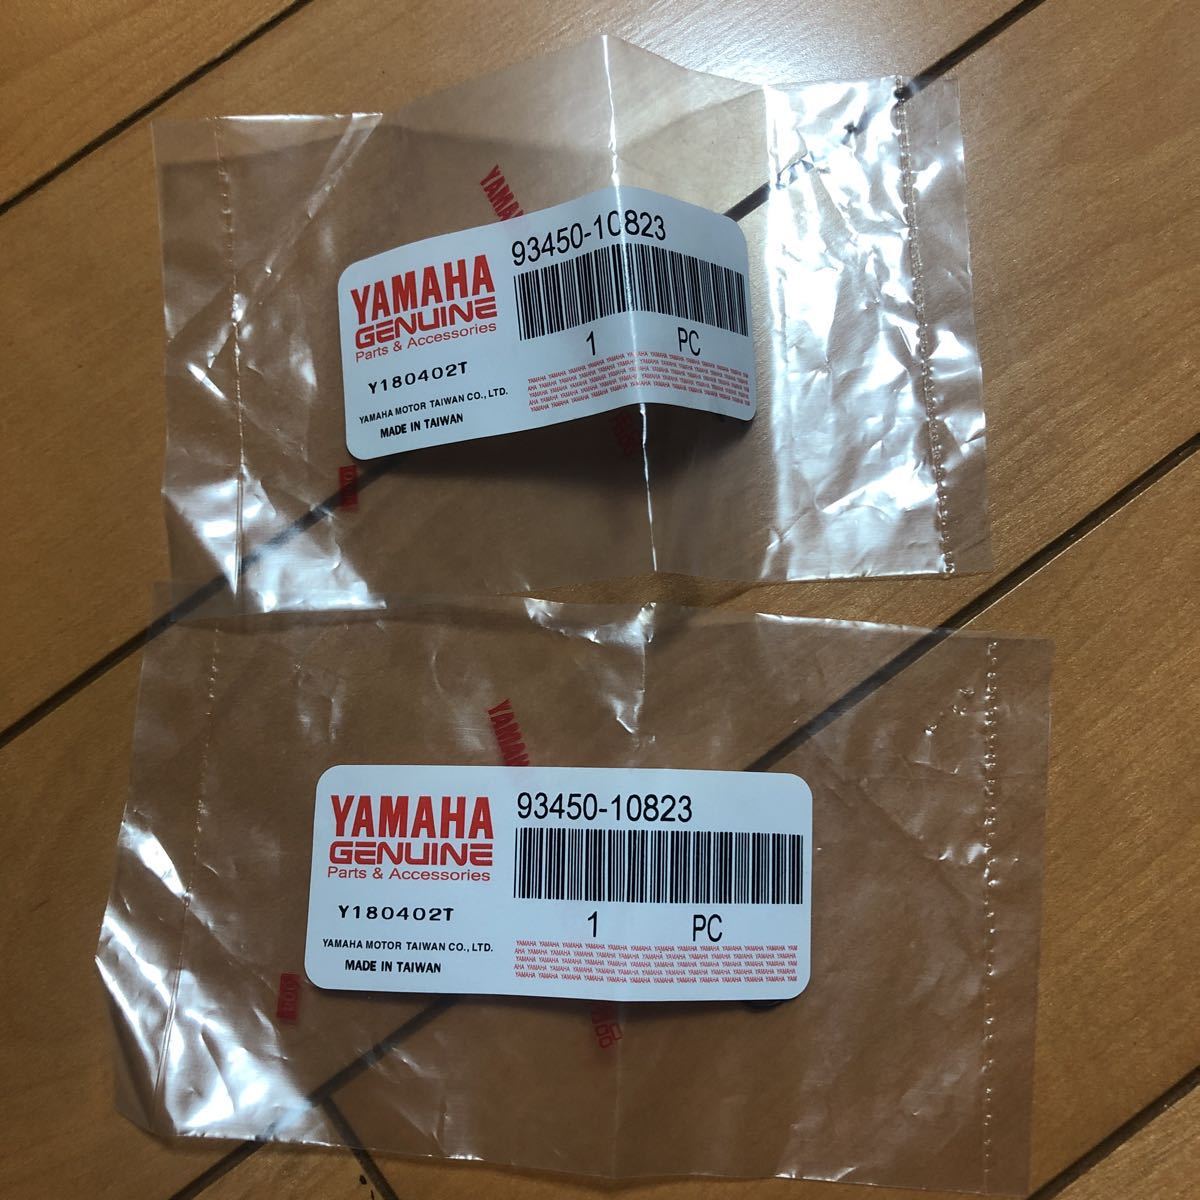 YAMAHA
GENUINE
Parts & Accessories
93450-10823
1 PC
Y180402T
YAMAHA MOTOR TAIWAN CO., LTD.
MADE IN TAIWAN
YAMAHA
GENUINE
Parts & Accessories
93450-10823
1 PC
Y180402T
YAMAHA MOTOR TAIWAN CO., LTD.
MADE IN TAIWAN